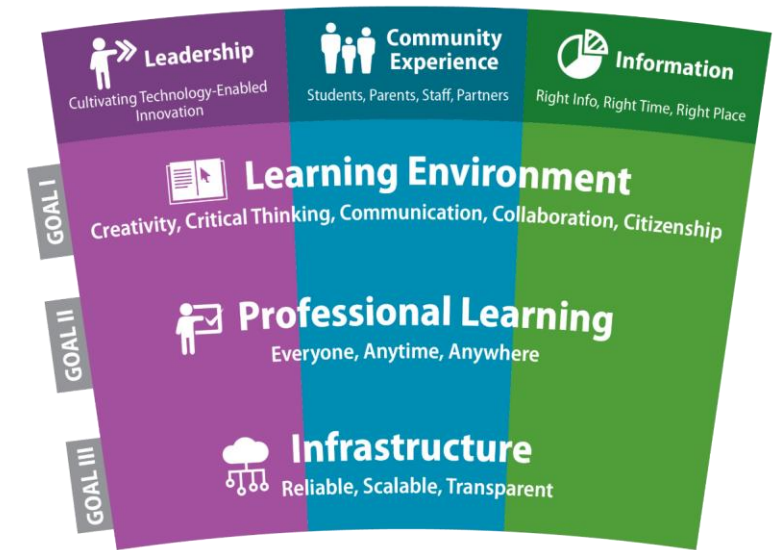 Leadership
Cultivating Technology-Enabled
Innovation
Community
Experience
Students, Parents, Staff, Partners
Information
Right Info, Right Time, Right Place
GOAL I
Learning Environment
Creativity, Critical Thinking, Communication, Collaboration, Citizenship
GOAL II
Professional Learning
Everyone, Anytime, Anywhere
GOAL III
Infrastructure
Reliable, Scalable, Transparent